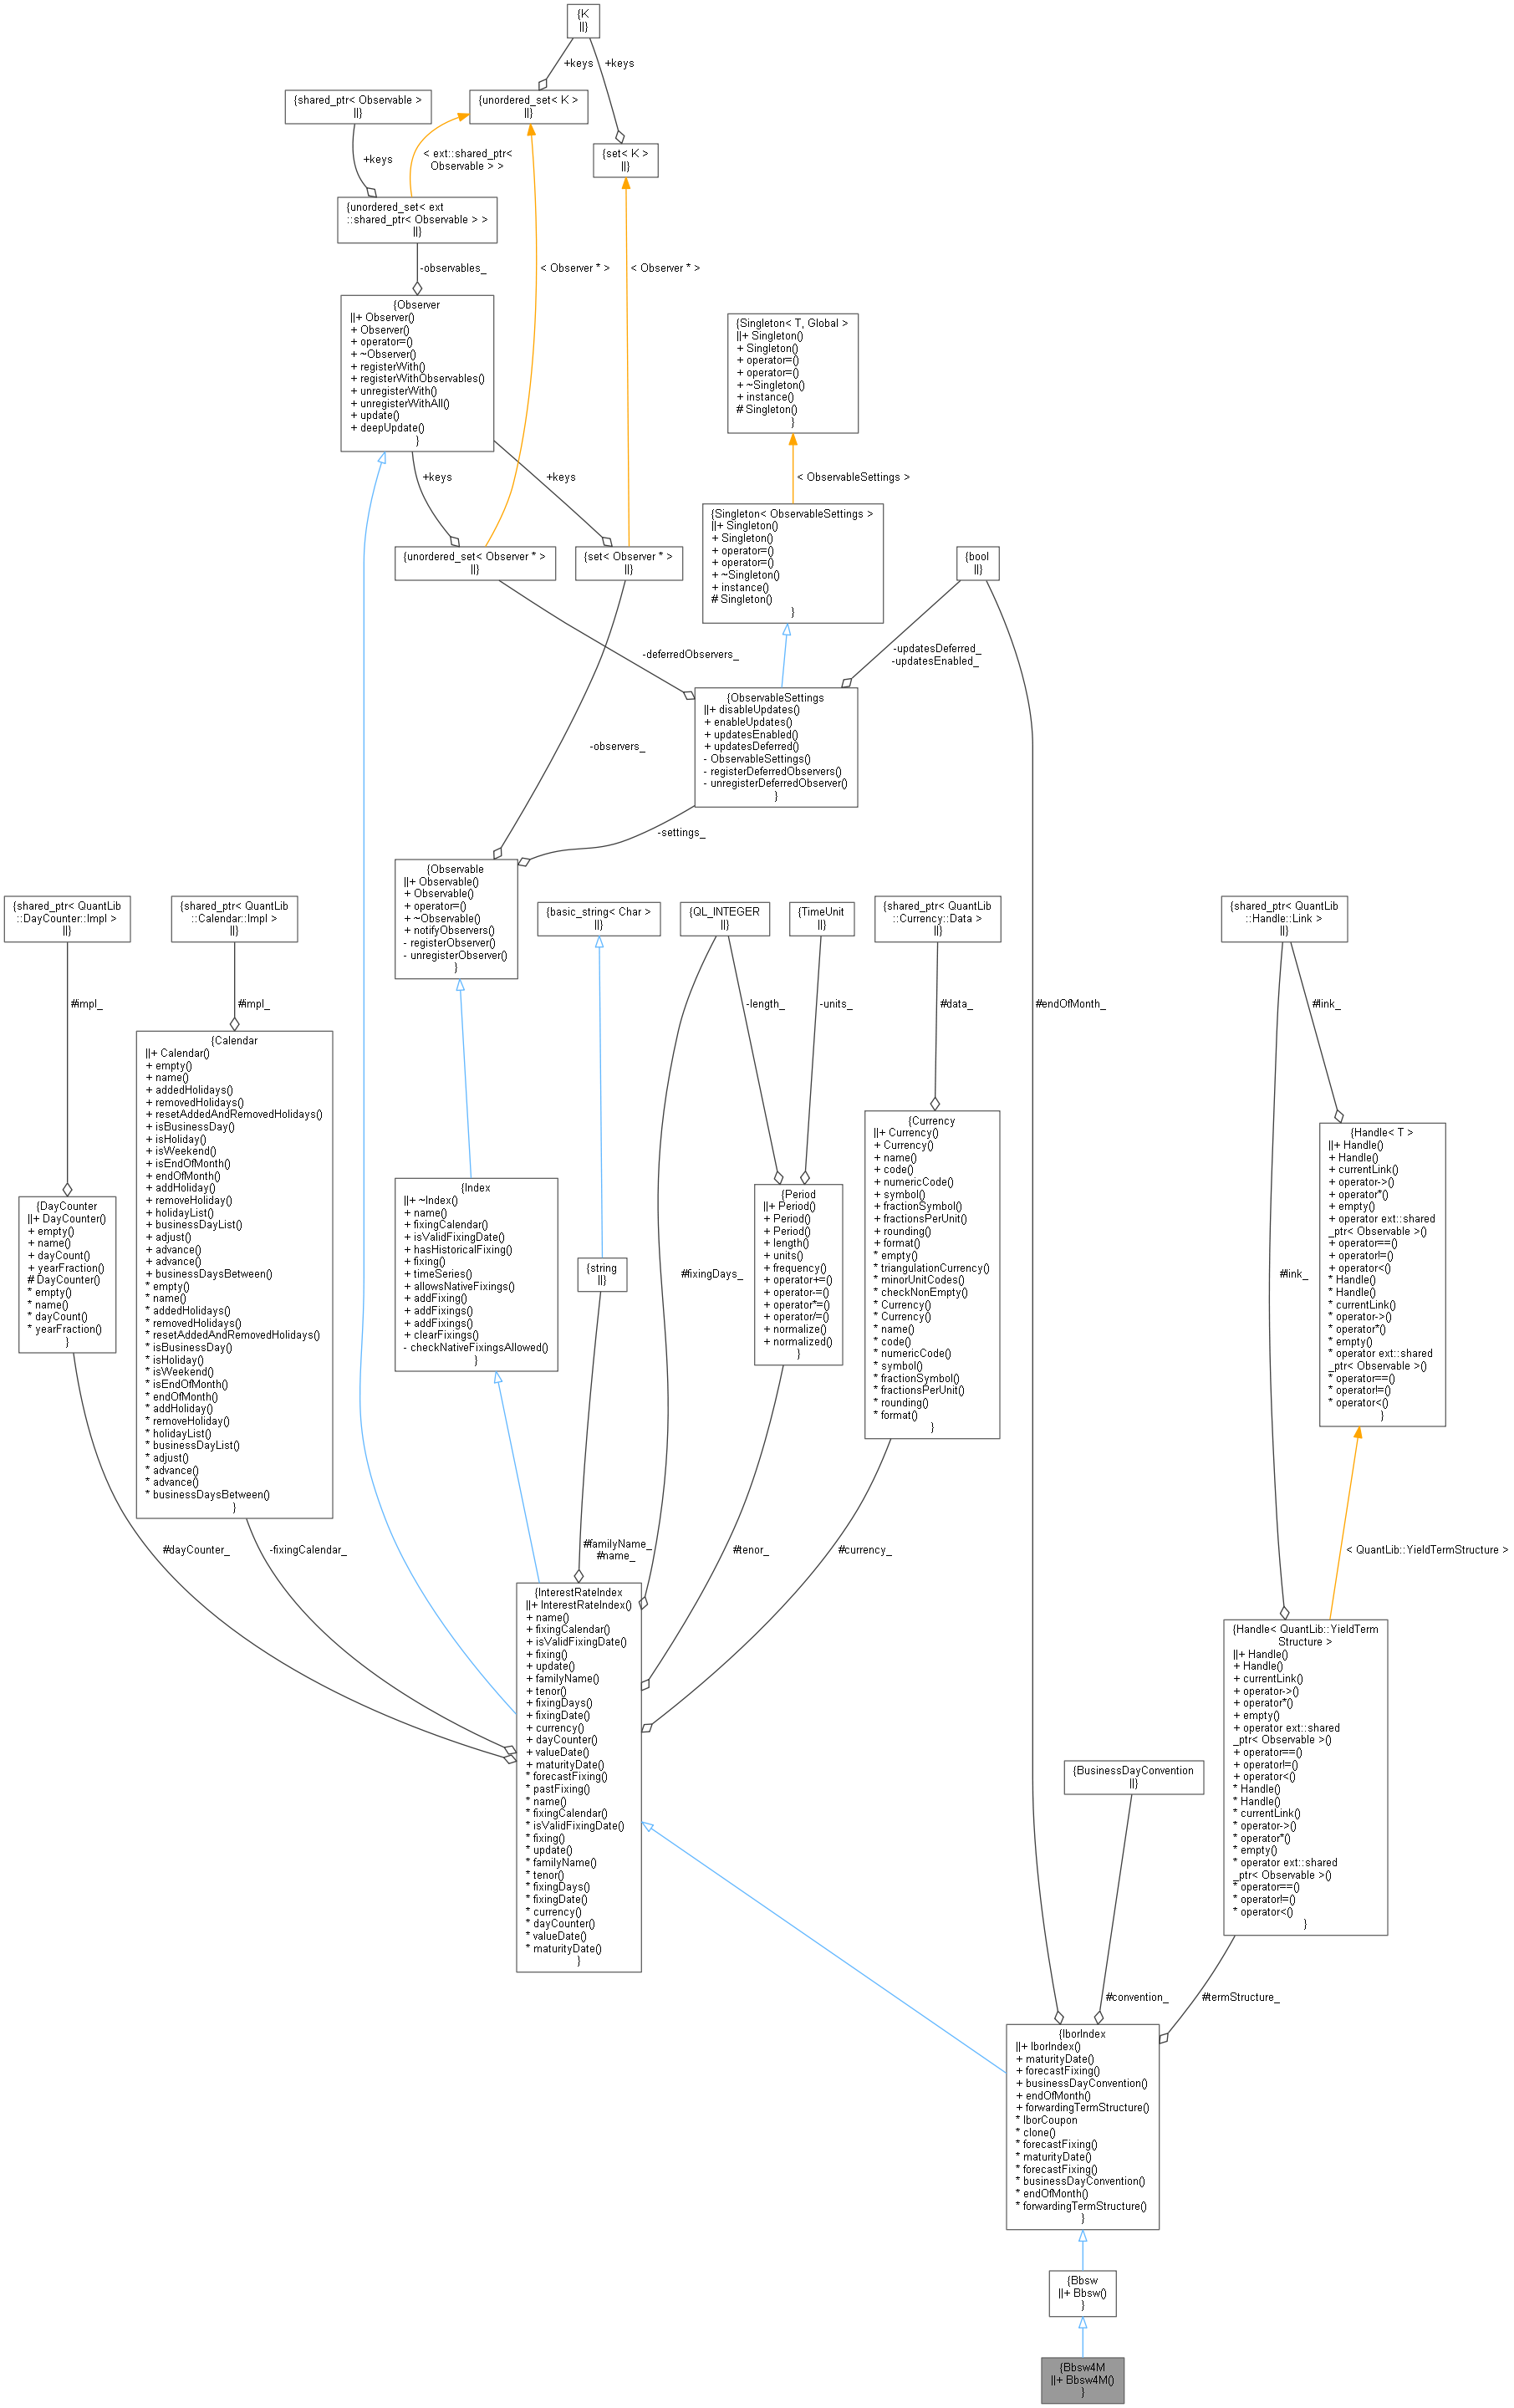 {K
||}
+keys
+keys
{shared_ptr< Observable >
||}
{unordered_set< K >
||}
+keys
< ext::shared_ptr<
Observable > >
{set< K >
||}
{unordered_set< ext
::shared_ptr< Observable > >
||}
-observables_
< Observer * >
< Observer * >
{Observer
||+ Observer()
+ Observer()
+ operator=()
+ ~Observer()
+ registerWith()
+ registerWithObservables()
+ unregisterWith()
+ unregisterWithAll()
+ update()
+ deepUpdate()
}
{Singleton< T, Global >
||+ Singleton()
+ Singleton()
+ operator=()
+ operator=()
+ ~Singleton()
+ instance()
# Singleton()
}
+keys
+keys
< ObservableSettings >
{unordered_set< Observer * >
||}
{set< Observer * >
||}
{Singleton< ObservableSettings >
||+ Singleton()
+ Singleton()
+ operator=()
+ operator=()
+ ~Singleton()
+ instance()
# Singleton()
}
{bool
||}
-deferredObservers_
-updatesDeferred_
-updatesEnabled_
-observers_
{ObservableSettings
||+ disableUpdates()
+ enableUpdates()
+ updatesEnabled()
+ updatesDeferred()
- ObservableSettings()
- registerDeferredObservers()
- unregisterDeferredObserver()
}
-settings_
{Observable
||+ Observable()
+ Observable()
+ operator=()
+ ~Observable()
+ notifyObservers()
- registerObserver()
- unregisterObserver()
}
{shared_ptr< QuantLib
::DayCounter::Impl >
||}
{shared_ptr< QuantLib
::Calendar::Impl >
||}
{basic_string< Char >
||}
{QL_INTEGER
||}
{TimeUnit
||}
{shared_ptr< QuantLib
::Currency::Data >
||}
{shared_ptr< QuantLib
::Handle::Link >
||}
#impl_
#impl_
-length_
-units_
#data_
#endOfMonth_
#link_
{DayCounter
||+ DayCounter()
+ empty()
+ name()
+ dayCount()
+ yearFraction()
# DayCounter()
* empty()
* name()
* dayCount()
* yearFraction()
}
{Calendar
||+ Calendar()
+ empty()
+ name()
+ addedHolidays()
+ removedHolidays()
+ resetAddedAndRemovedHolidays()
+ isBusinessDay()
+ isHoliday()
+ isWeekend()
+ isEndOfMonth()
+ endOfMonth()
+ addHoliday()
+ removeHoliday()
+ holidayList()
+ businessDayList()
+ adjust()
+ advance()
+ advance()
+ businessDaysBetween()
* empty()
* name()
* addedHolidays()
* removedHolidays()
* resetAddedAndRemovedHolidays()
* isBusinessDay()
* isHoliday()
* isWeekend()
* isEndOfMonth()
* endOfMonth()
* addHoliday()
* removeHoliday()
* holidayList()
* businessDayList()
* adjust()
* advance()
* advance()
* businessDaysBetween()
}
{Index
||+ ~Index()
+ name()
+ fixingCalendar()
+ isValidFixingDate()
+ hasHistoricalFixing()
+ fixing()
+ timeSeries()
+ allowsNativeFixings()
+ addFixing()
+ addFixings()
+ addFixings()
+ clearFixings()
- checkNativeFixingsAllowed()
}
{string
||}
#fixingDays_
{Period
||+ Period()
+ Period()
+ Period()
+ length()
+ units()
+ frequency()
+ operator+=()
+ operator-=()
+ operator*=()
+ operator/=()
+ normalize()
+ normalized()
}
{Currency
||+ Currency()
+ Currency()
+ name()
+ code()
+ numericCode()
+ symbol()
+ fractionSymbol()
+ fractionsPerUnit()
+ rounding()
+ format()
* empty()
* triangulationCurrency()
* minorUnitCodes()
* checkNonEmpty()
* Currency()
* Currency()
* name()
* code()
* numericCode()
* symbol()
* fractionSymbol()
* fractionsPerUnit()
* rounding()
* format()
}
#link_
{Handle< T >
||+ Handle()
+ Handle()
+ currentLink()
+ operator->()
+ operator*()
+ empty()
+ operator ext::shared
_ptr< Observable >()
+ operator==()
+ operator!=()
+ operator<()
* Handle()
* Handle()
* currentLink()
* operator->()
* operator*()
* empty()
* operator ext::shared
_ptr< Observable >()
* operator==()
* operator!=()
* operator<()
}
#dayCounter_
-fixingCalendar_
#familyName_
#name_
#tenor_
#currency_
< QuantLib::YieldTermStructure >
{InterestRateIndex
||+ InterestRateIndex()
+ name()
+ fixingCalendar()
+ isValidFixingDate()
+ fixing()
+ update()
+ familyName()
+ tenor()
+ fixingDays()
+ fixingDate()
+ currency()
+ dayCounter()
+ valueDate()
+ maturityDate()
* forecastFixing()
* pastFixing()
* name()
* fixingCalendar()
* isValidFixingDate()
* fixing()
* update()
* familyName()
* tenor()
* fixingDays()
* fixingDate()
* currency()
* dayCounter()
* valueDate()
* maturityDate()
}
{BusinessDayConvention
||}
{Handle< QuantLib::YieldTerm
Structure >
||+ Handle()
+ Handle()
+ currentLink()
+ operator->()
+ operator*()
+ empty()
+ operator ext::shared
_ptr< Observable >()
+ operator==()
+ operator!=()
+ operator<()
* Handle()
* Handle()
* currentLink()
* operator->()
* operator*()
* empty()
* operator ext::shared
_ptr< Observable >()
* operator==()
* operator!=()
* operator<()
}
#convention_
#termStructure_
{IborIndex
||+ IborIndex()
+ maturityDate()
+ forecastFixing()
+ businessDayConvention()
+ endOfMonth()
+ forwardingTermStructure()
* IborCoupon
* clone()
* forecastFixing()
* maturityDate()
* forecastFixing()
* businessDayConvention()
* endOfMonth()
* forwardingTermStructure()
}
{Bbsw
||+ Bbsw()
}
{Bbsw4M
||+ Bbsw4M()
}